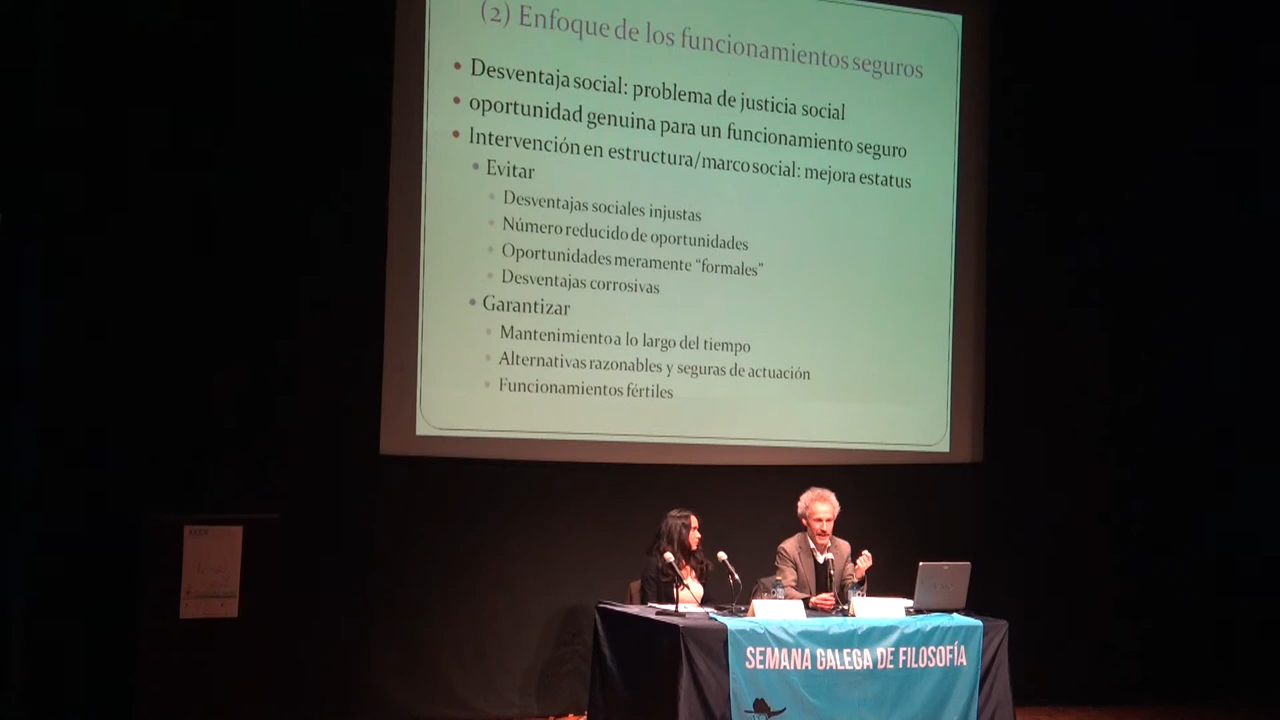 (2) Enfoque de los funcionamientos seguros
• Desventaja social: problema de justicia social
• oportunidad genuina para un funcionamiento seguro
• Intervención en estructura/marco social: mejora estatus
• Evitar
• Desventajas sociales injustas
• Número reducido de oportunidades
• Oportunidades meramente “formales”
• Desventajas corrosivas
• Garantizar
• Mantenimiento a lo largo del tiempo
• Alternativas razonables y seguras de actuación
• Funcionamientos fértiles
SEMANA GALEGA DE FILOSOFÍA